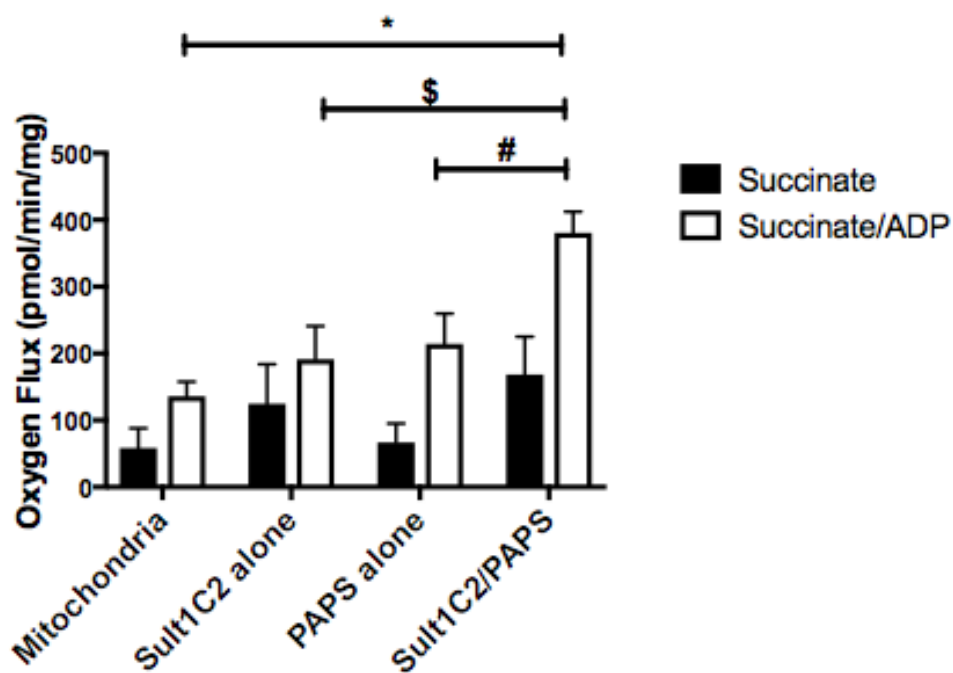 *
$
#
Oxygen Flux (pmol/min/mg)
500
400
300
200
100
0
Succinate
Succinate/ADP
Mitochondria
Sult1C2 alone
PAPS alone
Sult1C2/PAPS